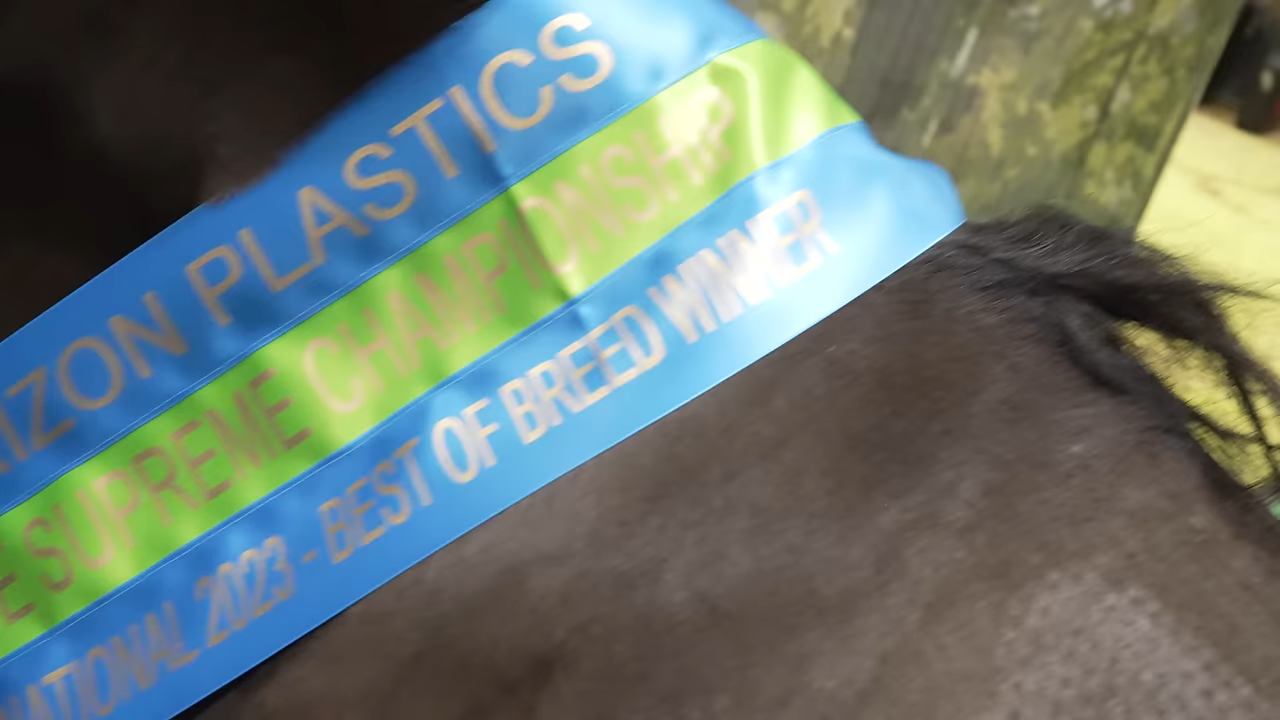 IZON PLASTICS
E SUPREME CHAMPIONSHIP
NATIONAL 2023 - BEST OF BREED WINNER